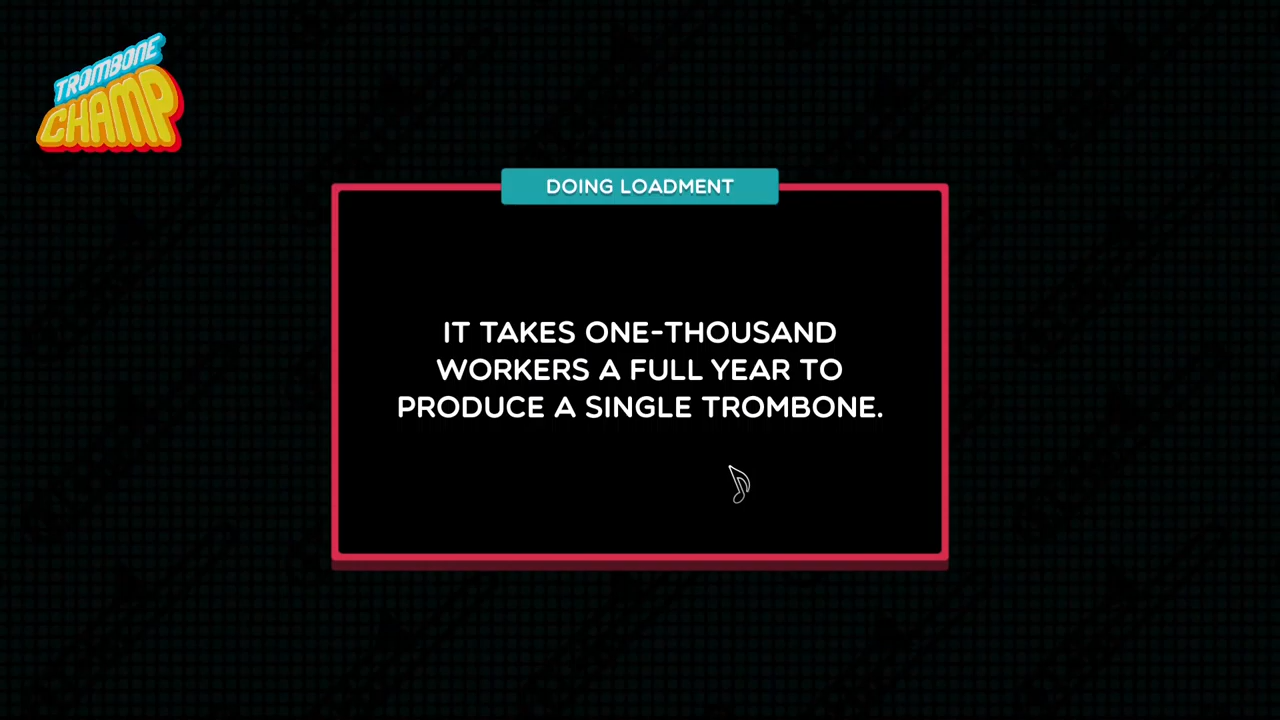 TROMBONE
CHAMP
DOING LOADMENT
IT TAKES ONE-THOUSAND
WORKERS A FULL YEAR TO
PRODUCE A SINGLE TROMBONE.